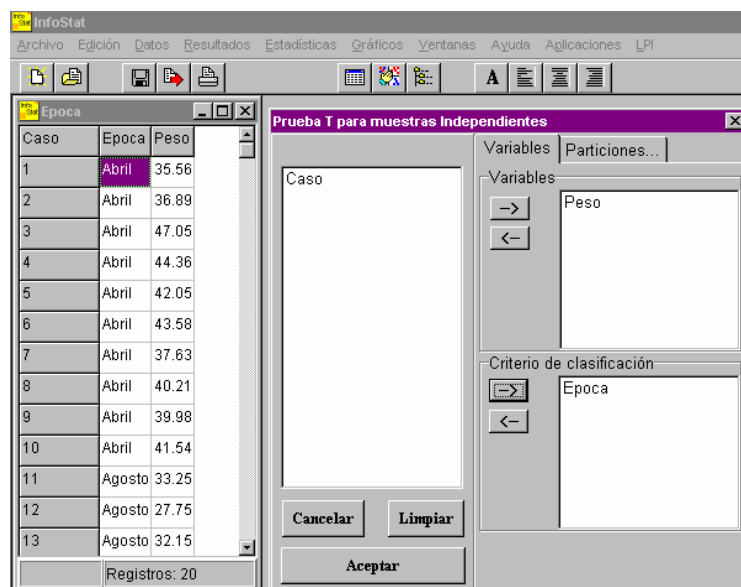 InfoStat
Archivo Edición Datos Resultados Estadísticas Gráficos Ventanas Ayuda Aplicaciones LPI
A
Epoca
Caso Epoca Peso
1 Abril 35.56
2 Abril 36.89
3 Abril 47.05
4 Abril 44.36
5 Abril 42.05
6 Abril 43.58
7 Abril 37.63
8 Abril 40.21
9 Abril 39.98
10 Abril 41.54
11 Agosto 33.25
12 Agosto 27.75
13 Agosto 32.15
Registros: 20
Prueba T para muestras Independientes
Caso
Variables Particiones...
Variables
-->
<--
Peso
Criterio de clasificación
-->
<--
Epoca
Cancelar Limpiar
Aceptar